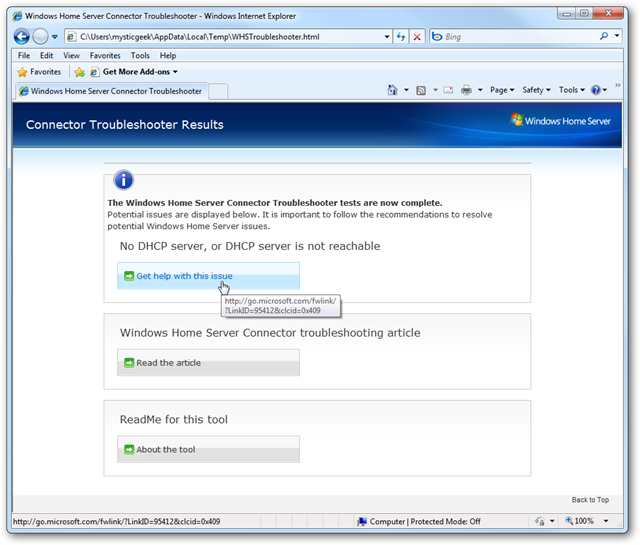 Windows Home Server Connector Troubleshooter - Windows Internet Explorer
C:\Users\mysticgeek\AppData\Local\Temp\WHSTroubleshooter.html
Bing
File Edit View Favorites Tools Help
Favorites Get More Add-ons
Windows Home Server Connector Troubleshooter
Page Safety Tools
Connector Troubleshooter Results
Windows Home Server
The Windows Home Server Connector Troubleshooter tests are now complete.
Potential issues are displayed below. It is important to follow the recommendations to resolve
potential Windows Home Server issues.
No DHCP server, or DHCP server is not reachable
Get help with this issue
http://go.microsoft.com/fwlink/
?LinkID=95412&clcid=0x409
Windows Home Server Connector troubleshooting article
Read the article
ReadMe for this tool
About the tool
Back to Top
http://go.microsoft.com/fwlink/?LinkID=95412&clcid=0x409
Computer | Protected Mode: Off
100%